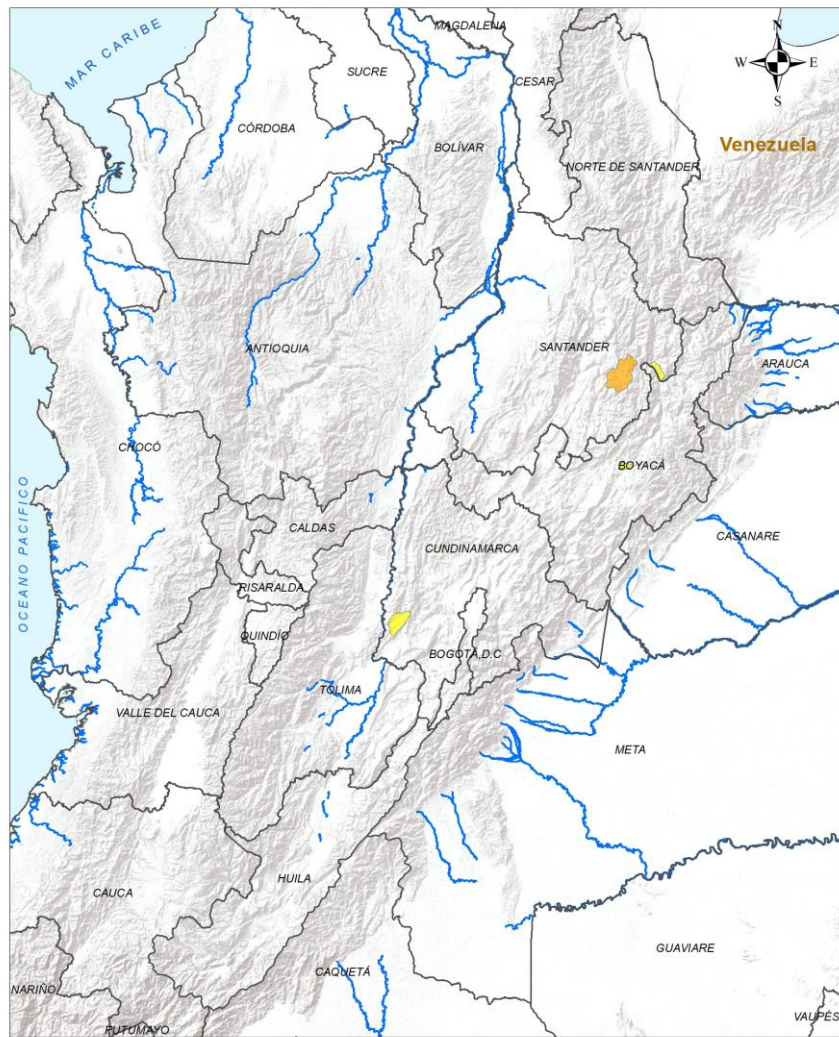 MAGDALENA
N
MAR CARIBE
SUCRE
CESAR
W
E
S
CÓRDOBA
BOLÍVAR
Venezuela
NORTE DE SANTANDER
ANTIOQUIA
SANTANDER
ARAUCA
CHOCÓ
BOYACÁ
OCEANO PACIFICO
CALDAS
CUNDINAMARCA
CASANARE
RISARALDA
QUINDÍO
BOGOTÁ, D.C
TOLIMA
VALLE DEL CAUCA
META
HUILA
CAUCA
GUAVIARE
CAQUETÁ
NARIÑO
VAUPÉS
PUTUMAYO